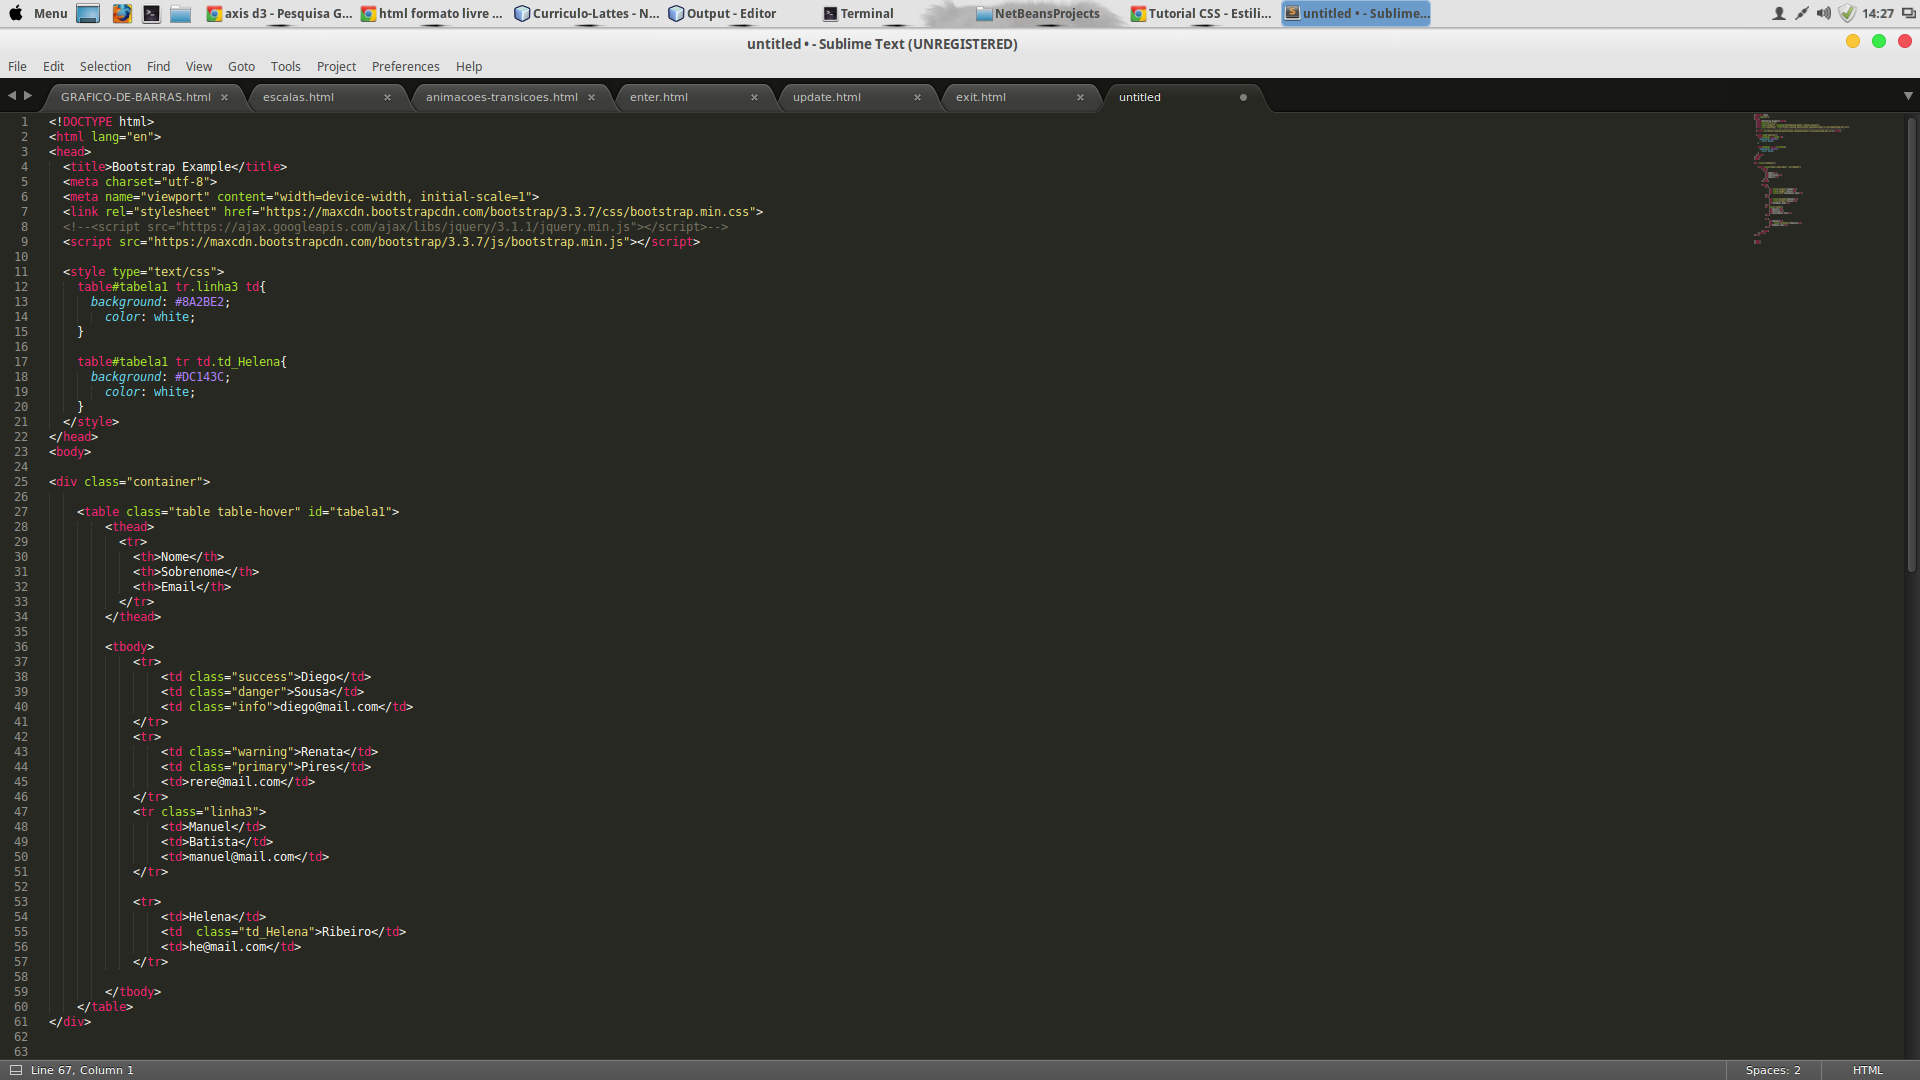 Menu axis d3 - Pesquisa G... html formato livre ... Curriculo-Lattes - N... Output - Editor Terminal NetBeansProjects Tutorial CSS - Estili... untitled • - Sublime... 14:27
untitled • - Sublime Text (UNREGISTERED)
File Edit Selection Find View Goto Tools Project Preferences Help
GRAFICO-DE-BARRAS.html × escalas.html × animacoes-transicoes.html × enter.html × update.html × exit.html × untitled
1 <!DOCTYPE html>
2 <html lang="en">
3 <head>
4 <title>Bootstrap Example</title>
5 <meta charset="utf-8">
6 <meta name="viewport" content="width=device-width, initial-scale=1">
7 <link rel="stylesheet" href="https://maxcdn.bootstrapcdn.com/bootstrap/3.3.7/css/bootstrap.min.css">
8 <!--<script src="https://ajax.googleapis.com/ajax/libs/jquery/3.1.1/jquery.min.js"></script>-->
9 <script src="https://maxcdn.bootstrapcdn.com/bootstrap/3.3.7/js/bootstrap.min.js"></script>
10
11 <style type="text/css">
12 table#tabela1 tr.linha3 td{
13 background: #8A2BE2;
14 color: white;
15 }
16
17 table#tabela1 tr td.td_Helena{
18 background: #DC143C;
19 color: white;
20 }
21 </style>
22 </head>
23 <body>
24
25 <div class="container">
26
27 <table class="table table-hover" id="tabela1">
28 <thead>
29 <tr>
30 <th>Nome</th>
31 <th>Sobrenome</th>
32 <th>Email</th>
33 </tr>
34 </thead>
35
36 <tbody>
37 <tr>
38 <td class="success">Diego</td>
39 <td class="danger">Sousa</td>
40 <td class="info">diego@mail.com</td>
41 </tr>
42 <tr>
43 <td class="warning">Renata</td>
44 <td class="primary">Pires</td>
45 <td>rere@mail.com</td>
46 </tr>
47 <tr class="linha3">
48 <td>Manuel</td>
49 <td>Batista</td>
50 <td>manuel@mail.com</td>
51 </tr>
52
53 <tr>
54 <td>Helena</td>
55 <td  class="td_Helena">Ribeiro</td>
56 <td>he@mail.com</td>
57 </tr>
58
59 </tbody>
60 </table>
61 </div>
62
63
Line 67, Column 1 Spaces: 2 HTML